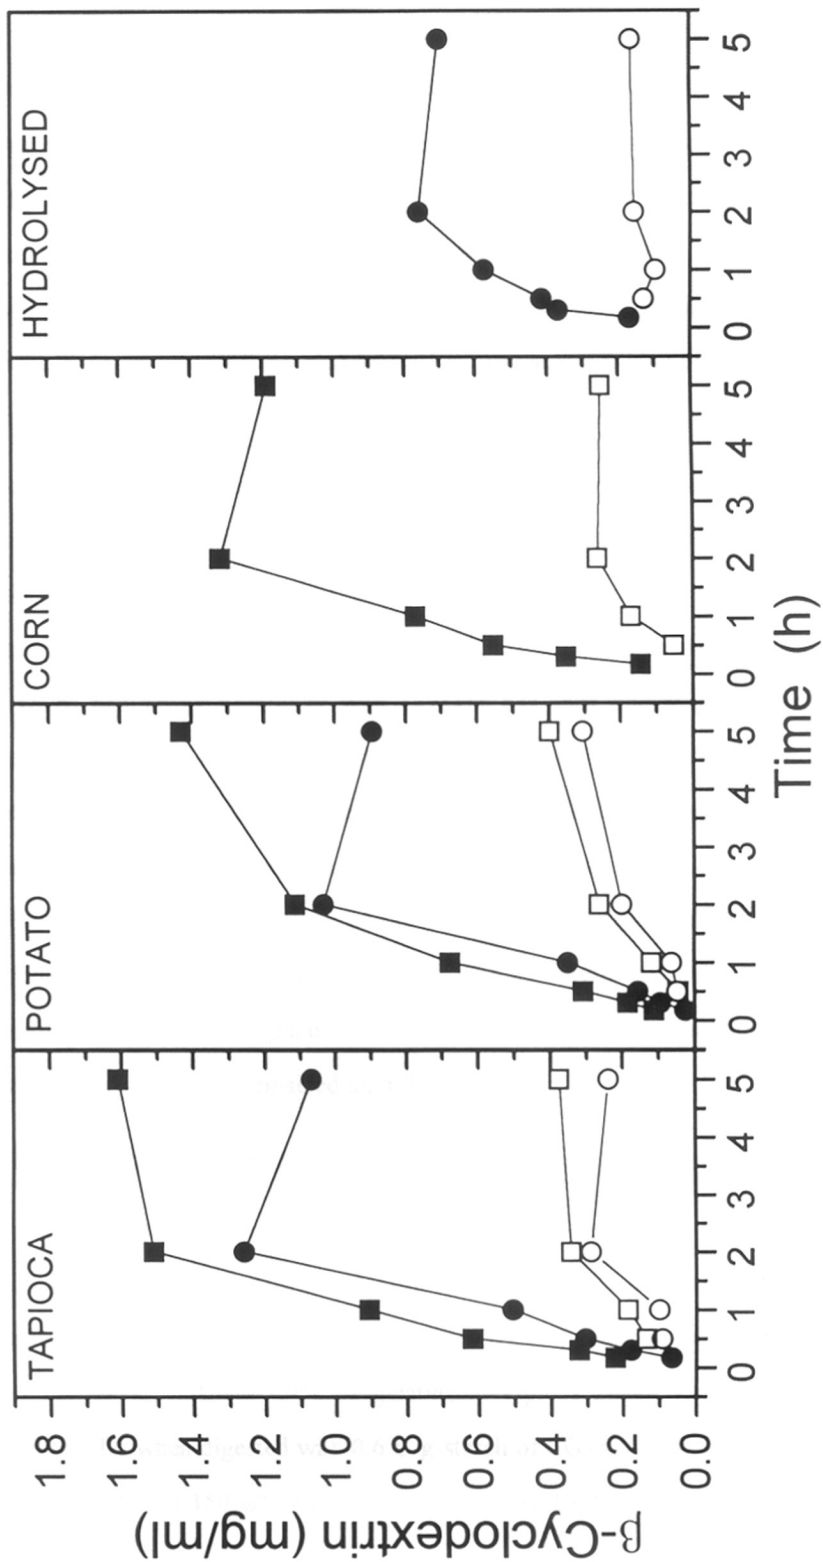 TAPIOCA
POTATO
CORN
HYDROLYSED
β-Cyclodextrin (mg/ml)
1.8
1.6
1.4
1.2
1.0
0.8
0.6
0.4
0.2
0.0
0 1 2 3 4 5
0 1 2 3 4 5
0 1 2 3 4 5
0 1 2 3 4 5
Time (h)